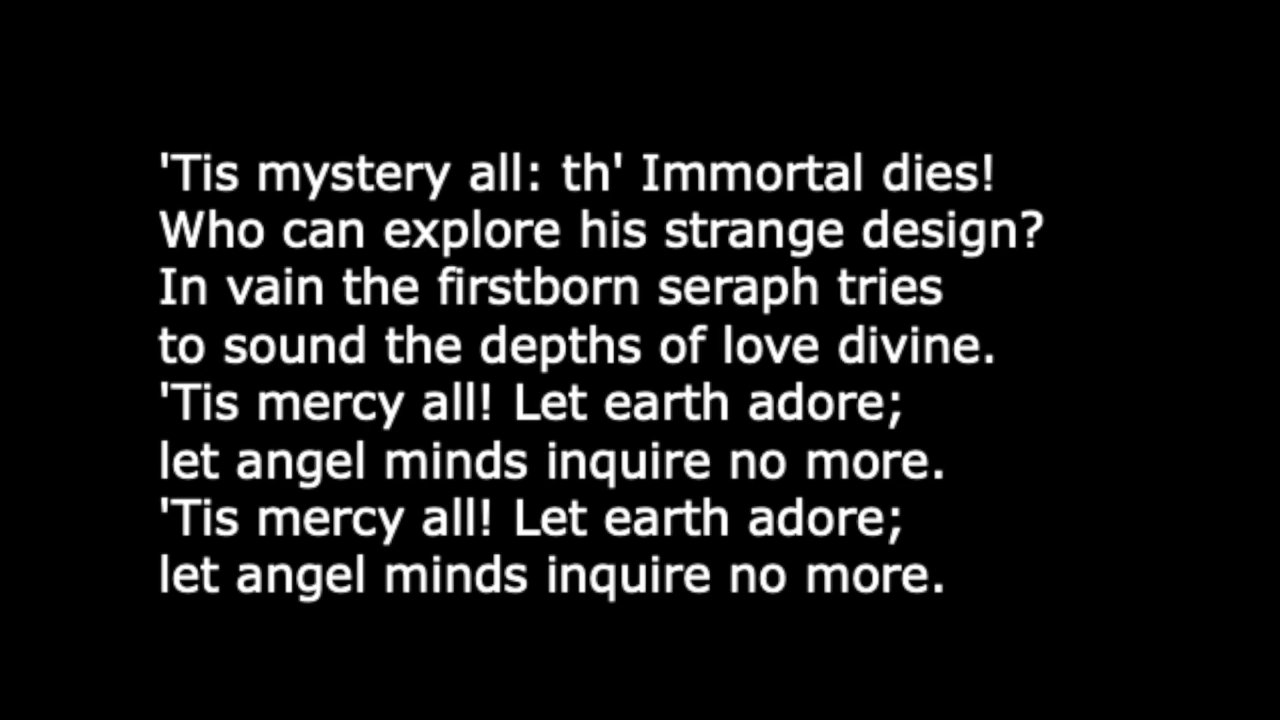 'Tis mystery all: th' Immortal dies!
Who can explore his strange design?
In vain the firstborn seraph tries
to sound the depths of love divine.
'Tis mercy all! Let earth adore;
let angel minds inquire no more.
'Tis mercy all! Let earth adore;
let angel minds inquire no more.